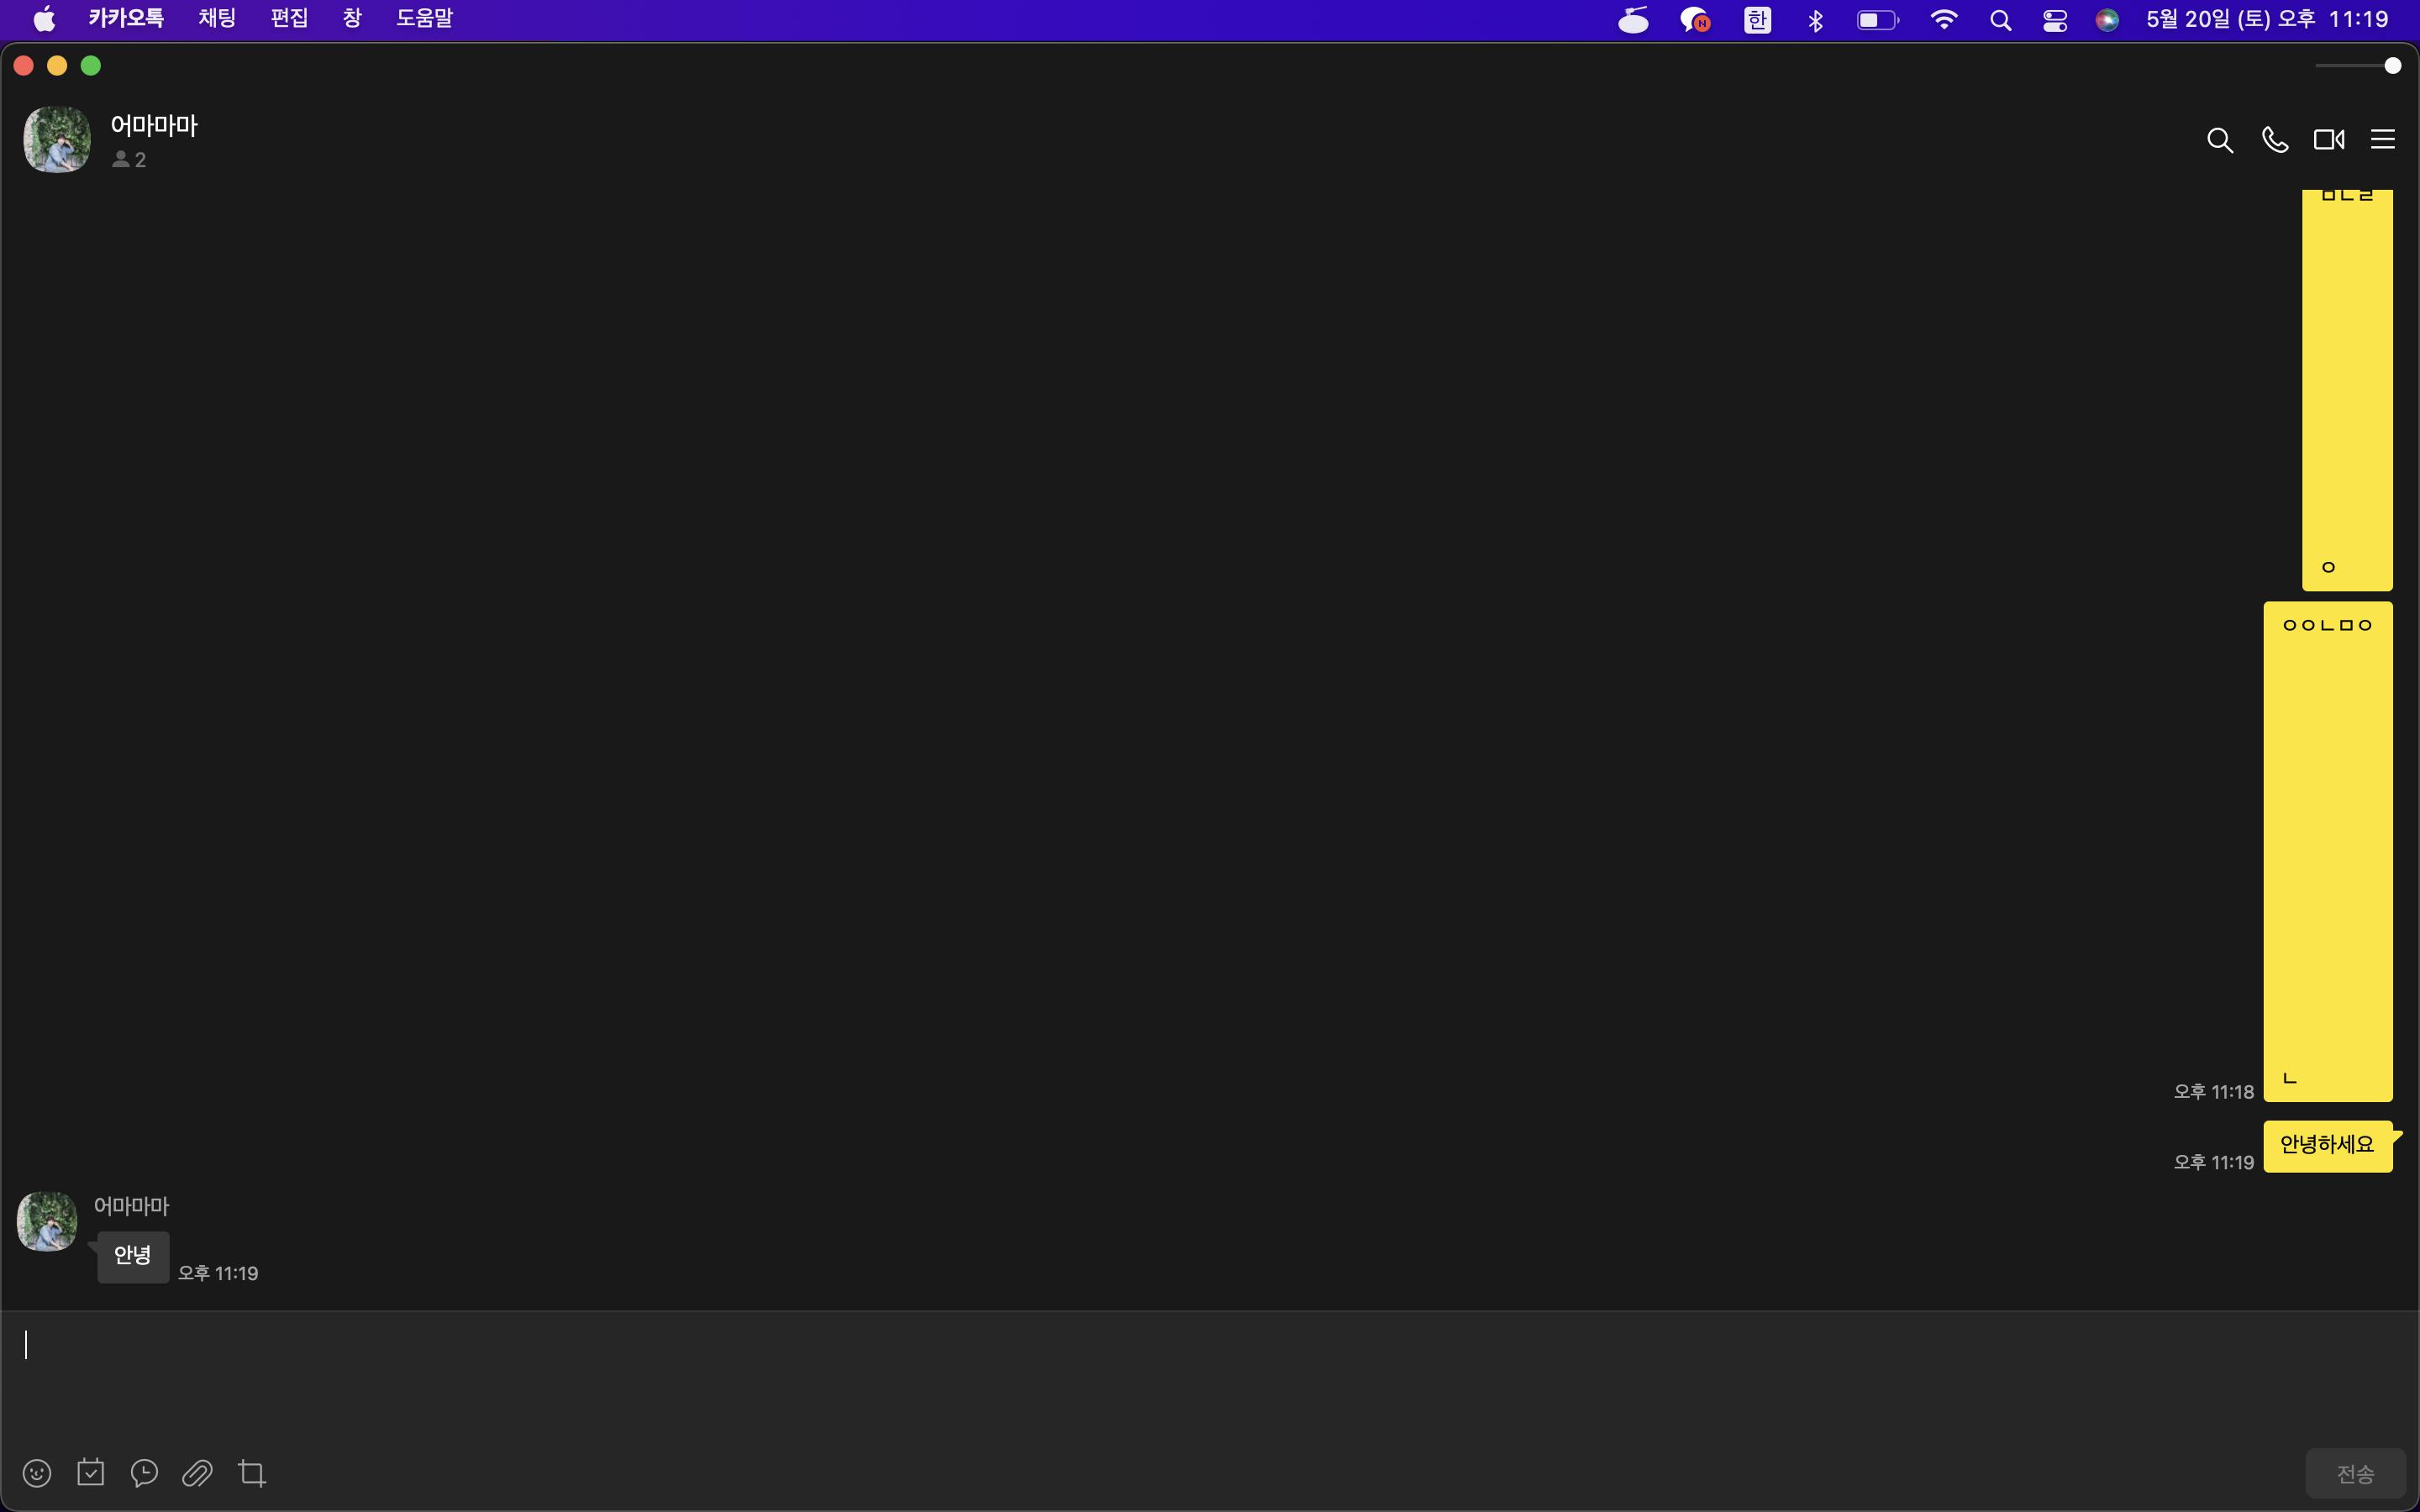 카카오톡 채팅 편집 창 도움말 한 5월 20일 (토) 오후 11:19
어마마마
2
ㅇ
ㅇㅇㄴㅁㅇ
ㄴ
오후 11:18
안녕하세요
오후 11:19
어마마마
안녕
오후 11:19
전송